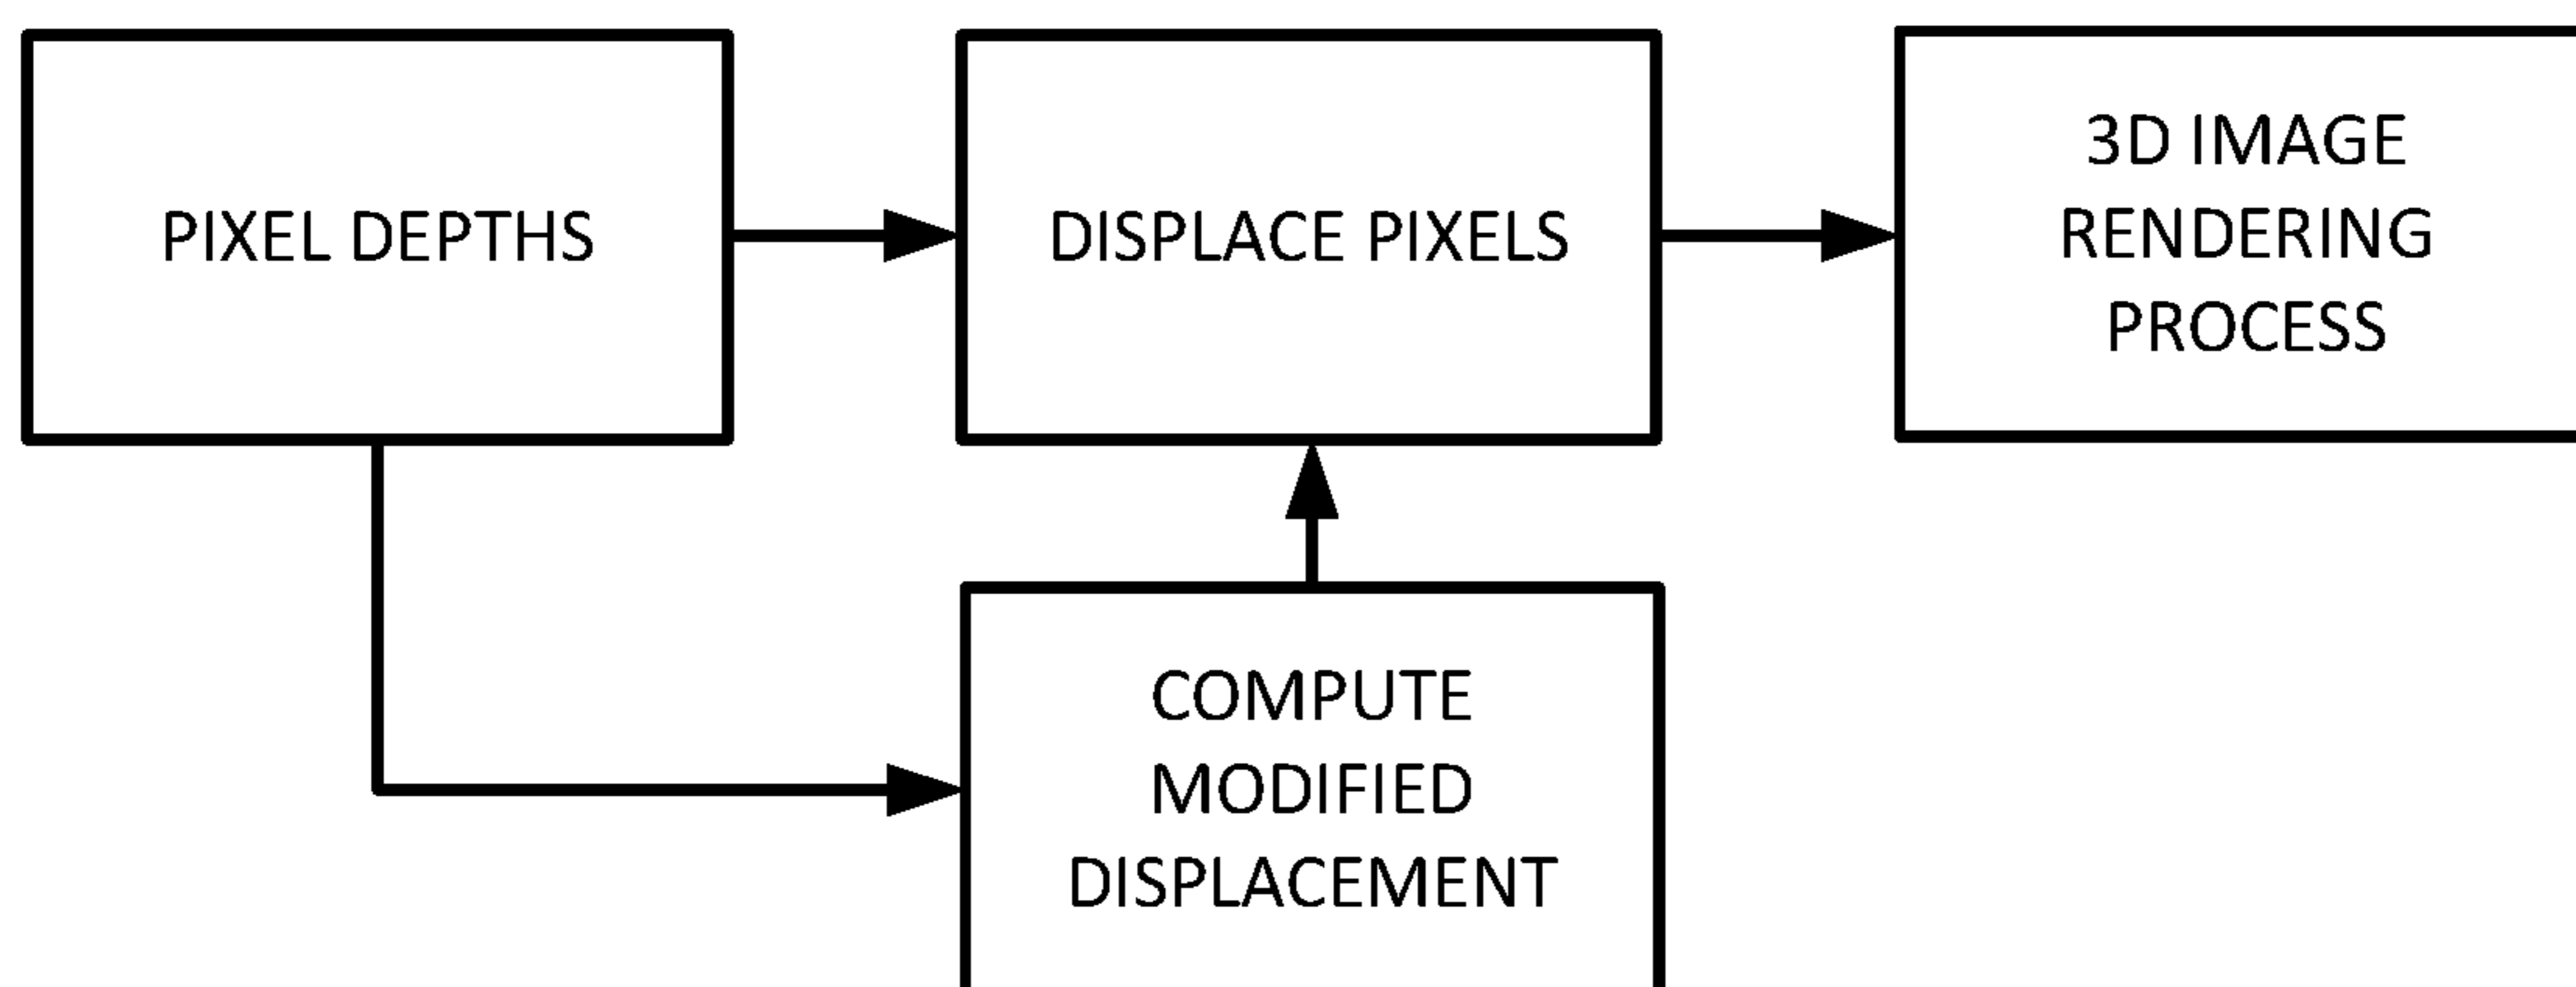 PIXEL DEPTHS
DISPLACE PIXELS
3D IMAGE
RENDERING
PROCESS
COMPUTE
MODIFIED
DISPLACEMENT